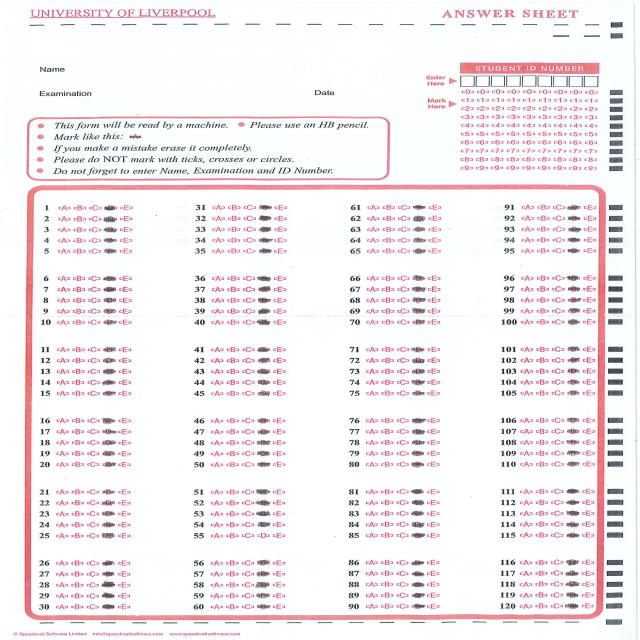 UNIVERSITY OF LIVERPOOL
ANSWER SHEET
Name
Examination
Date
STUDENT ID NUMBER
Enter Here
Mark Here
0 0 0 0 0 0 0 0 0
1 1 1 1 1 1 1 1 1
2 2 2 2 2 2 2 2 2
3 3 3 3 3 3 3 3 3
4 4 4 4 4 4 4 4 4
5 5 5 5 5 5 5 5 5
6 6 6 6 6 6 6 6 6
7 7 7 7 7 7 7 7 7
8 8 8 8 8 8 8 8 8
9 9 9 9 9 9 9 9 9
• This form will be read by a machine. • Please use an HB pencil.
• Mark like this: A
• If you make a mistake erase it completely.
• Please do NOT mark with ticks, crosses or circles.
• Do not forget to enter Name, Examination and ID Number.
1 A B C E 31 A B C E 61 A B C E 91 A B C E
2 A B C E 32 A B C E 62 A B C E 92 A B C E
3 A B C E 33 A B C E 63 A B C E 93 A B C E
4 A B C E 34 A B C E 64 A B C E 94 A B C E
5 A B C E 35 A B C E 65 A B C E 95 A B C E
6 A B C E 36 A B C E 66 A B C E 96 A B C E
7 A B C E 37 A B C E 67 A B C E 97 A B C E
8 A B C E 38 A B C E 68 A B C E 98 A B C E
9 A B C E 39 A B C E 69 A B C E 99 A B C E
10 A B C E 40 A B C E 70 A B C E 100 A B C E
11 A B C E 41 A B C E 71 A B C E 101 A B C E
12 A B C E 42 A B C E 72 A B C E 102 A B C E
13 A B C E 43 A B C E 73 A B C E 103 A B C E
14 A B C E 44 A B C E 74 A B C E 104 A B C E
15 A B C E 45 A B C E 75 A B C E 105 A B C E
16 A B C E 46 A B C E 76 A B C E 106 A B C E
17 A B C E 47 A B C E 77 A B C E 107 A B C E
18 A B C E 48 A B C E 78 A B C E 108 A B C E
19 A B C E 49 A B C E 79 A B C E 109 A B C E
20 A B C E 50 A B C E 80 A B C E 110 A B C E
21 A B C E 51 A B C E 81 A B C E 111 A B C E
22 A B C E 52 A B C E 82 A B C E 112 A B C E
23 A B C E 53 A B C E 83 A B C E 113 A B C E
24 A B C E 54 A B C E 84 A B C E 114 A B C E
25 A B C E 55 A B C D E 85 A B C E 115 A B C E
26 A B C E 56 A B C E 86 A B C E 116 A B C E
27 A B C E 57 A B C E 87 A B C E 117 A B C E
28 A B C E 58 A B C E 88 A B C E 118 A B C E
29 A B C E 59 A B C E 89 A B C E 119 A B C E
30 A B C E 60 A B C E 90 A B C E 120 A B C E
© Speedwell Software Limited info@speedwellsoftware.com www.speedwellsoftware.com